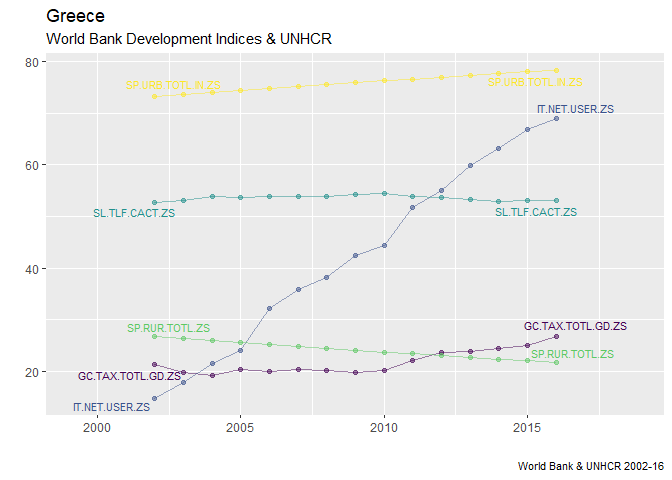 Greece
World Bank Development Indices & UNHCR
80
SP.URB.TOTL.IN.ZS
SP.URB.TOTL.IN.ZS
IT.NET.USER.ZS
60
SL.TLF.CACT.ZS
SL.TLF.CACT.ZS
40
SP.RUR.TOTL.ZS
GC.TAX.TOTL.GD.ZS
SP.RUR.TOTL.ZS
20
GC.TAX.TOTL.GD.ZS
IT.NET.USER.ZS
2000
2005
2010
2015
World Bank & UNHCR 2002-16